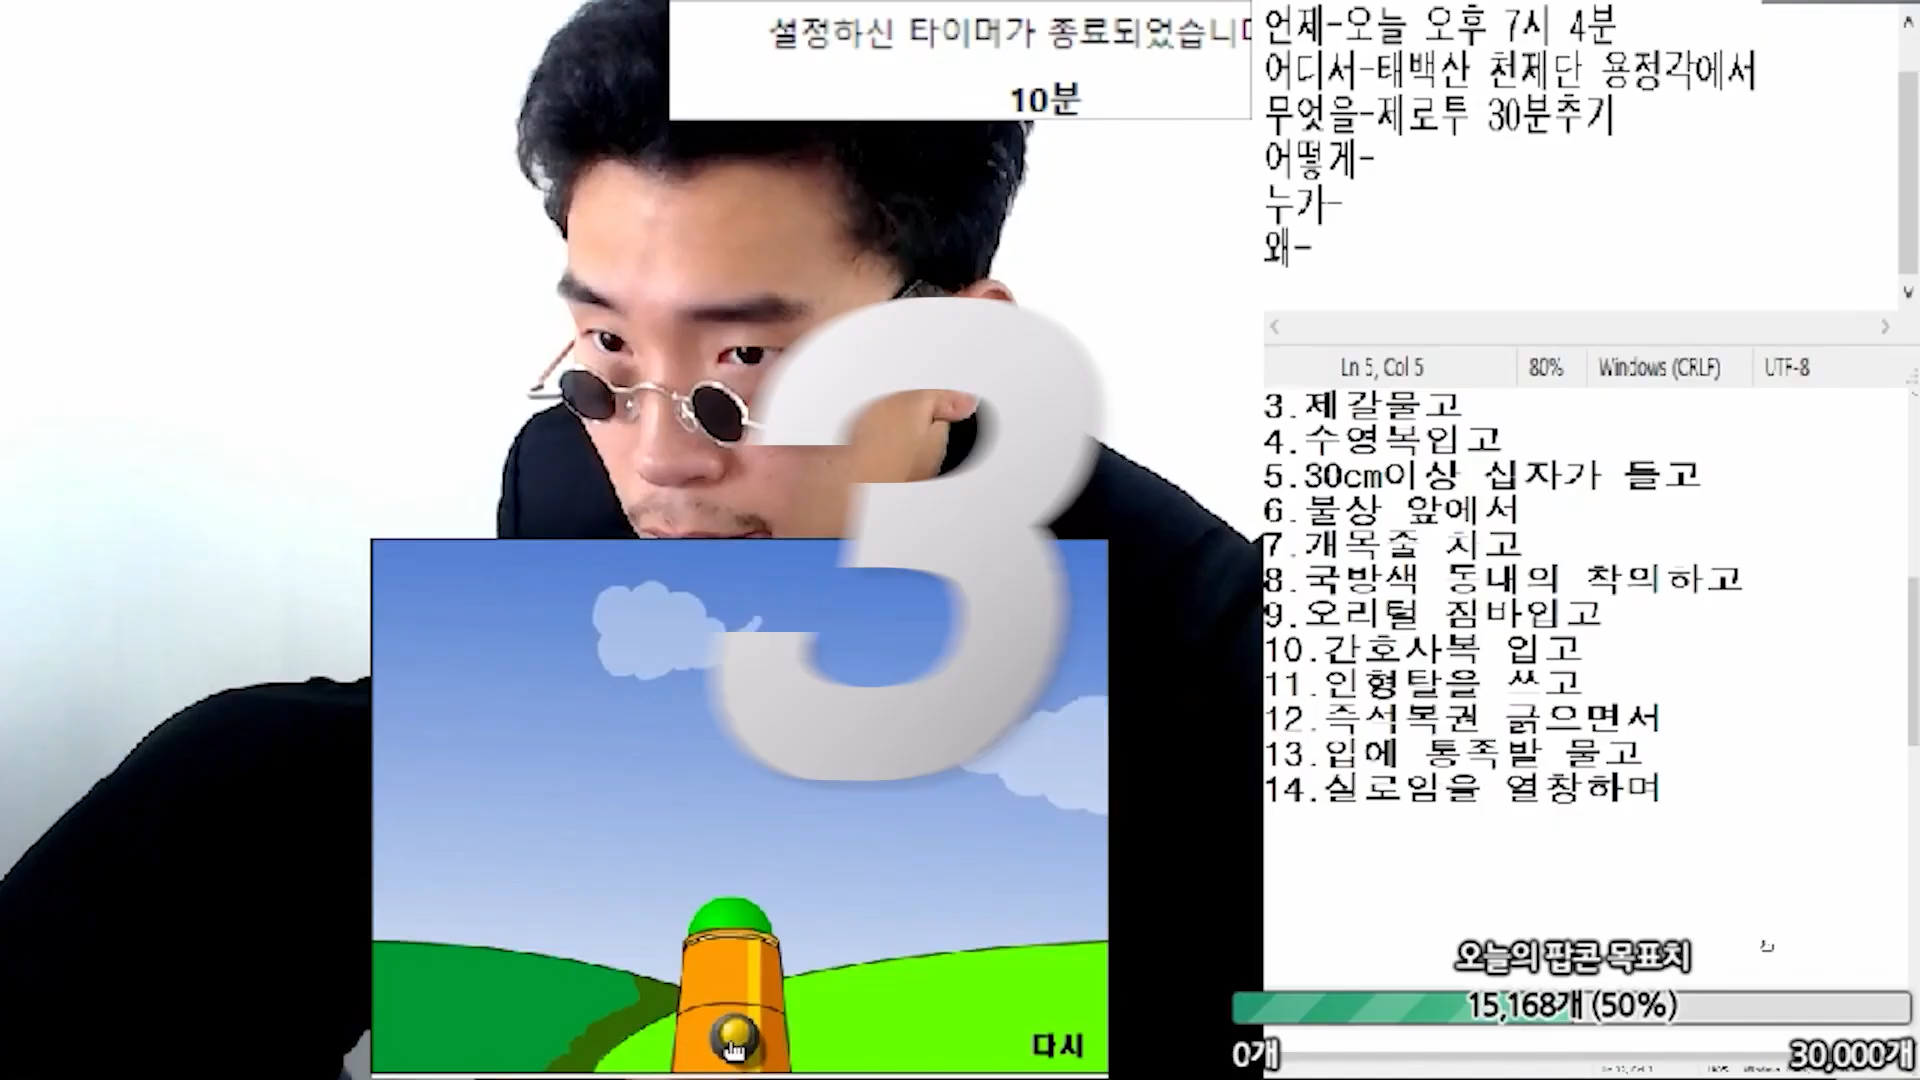 설정하신 타이머가 종료되었습니
10분
언제-오늘 오후 7시 4분
어디서-태백산 천제단 용정각에서
무엇을-제로투 30분추기
어떻게-
누가-
왜-
Ln 5, Col 5 80% Windows (CRLF) UTF-8
3.제갈물고
4.수영복입고
5.30cm이상 십자가 들고
6.불상 앞에서
7.개목줄 치고
8.국방색 동내의 착의하고
9.오리털 짐바입고
10.간호사복 입고
11.인형탈을 쓰고
12.즉석복권 긁으면서
13.입에 통족발 물고
14.실로암을 열창하며
3
다시
오늘의 팝콘 목표치
15,168개 (50%)
0개 30,000개